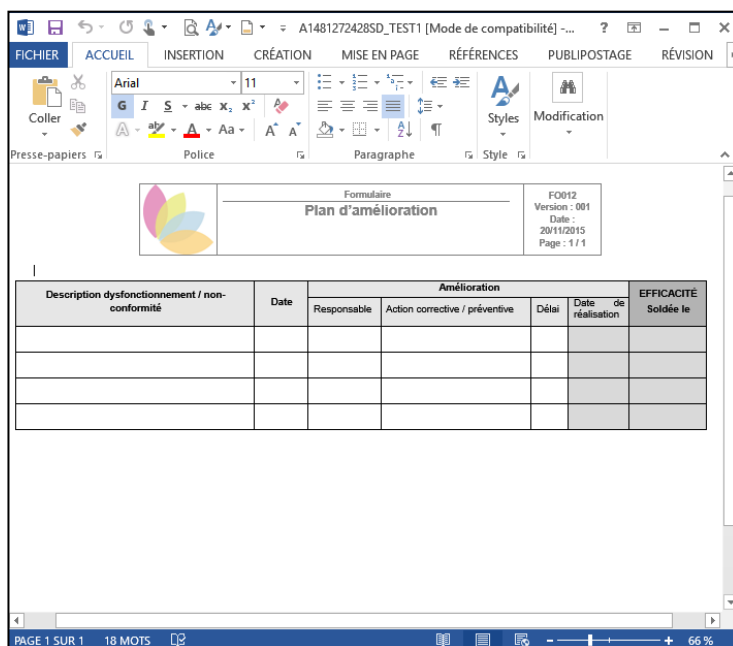 A1481272428SD_TEST1 [Mode de compatibilité] -...
FICHIER ACCUEIL INSERTION CRÉATION MISE EN PAGE RÉFÉRENCES PUBLIPOSTAGE RÉVISION
Coller
Arial 11
G I S abc x₂ x²
A aby A Aa A A
Styles
Modification
Presse-papiers Police Paragraphe Style
Formulaire
Plan d'amélioration
FO012
Version : 001
Date :
20/11/2015
Page : 1 / 1
Description dysfonctionnement / non-
conformité
Date
Amélioration
Responsable
Action corrective / préventive
Délai
Date de
réalisation
EFFICACITÉ
Soldée le
PAGE 1 SUR 1 18 MOTS 66 %